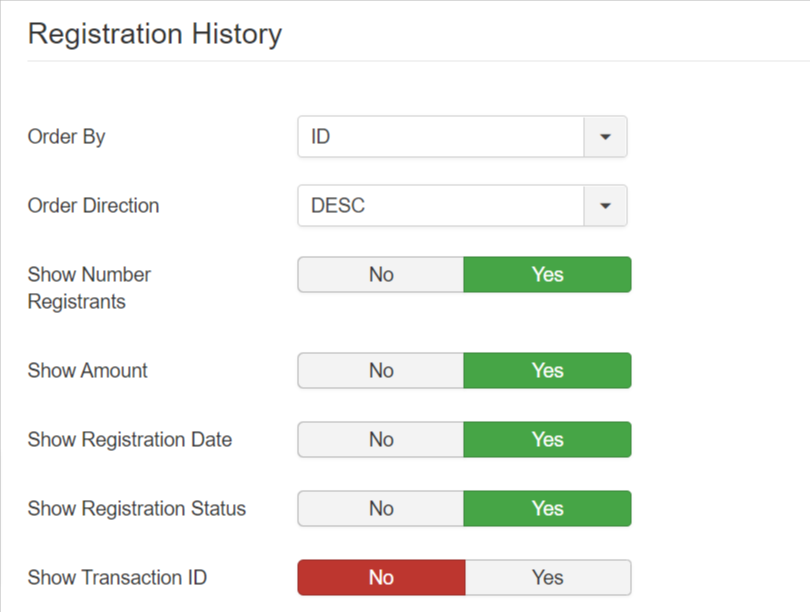 Registration History
Order By ID
Order Direction DESC
Show Number
Registrants No Yes
Show Amount No Yes
Show Registration Date No Yes
Show Registration Status No Yes
Show Transaction ID No Yes